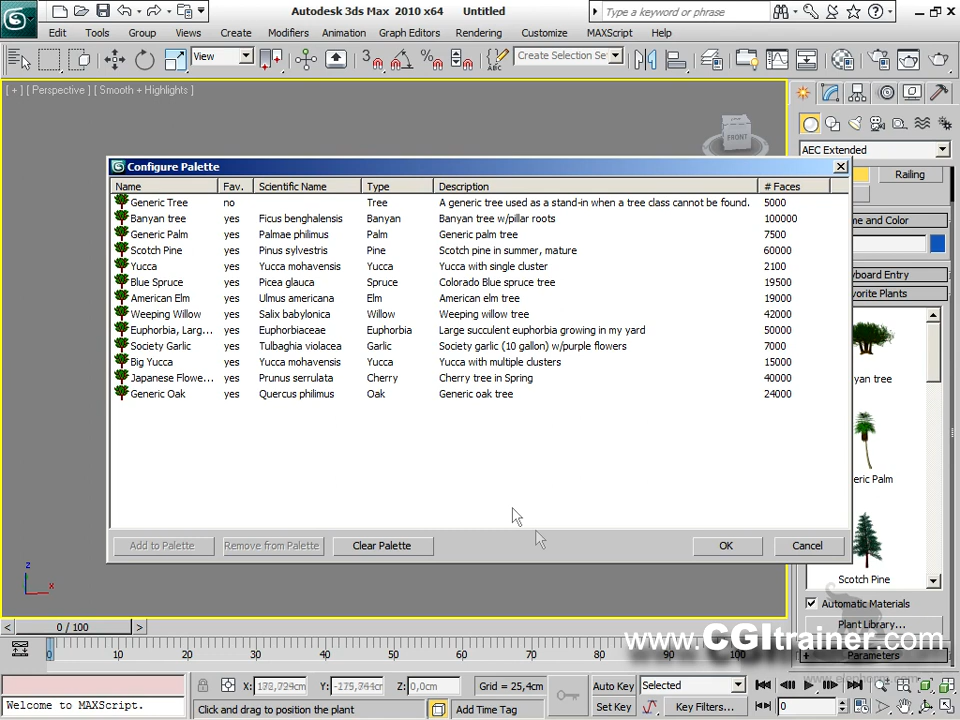 Autodesk 3ds Max 2010 x64 Untitled
Type a keyword or phrase
Edit Tools Group Views Create Modifiers Animation Graph Editors Rendering Customize MAXScript Help
View
3
ABC
Create Selection Se
[ + ] [ Perspective ] [ Smooth + Highlights ]
FRONT
AEC Extended
Railing
me and Color
yboard Entry
vorite Plants
yan tree
eric Palm
Scotch Pine
Configure Palette
Name Fav. Scientific Name Type Description # Faces
Generic Tree no Tree A generic tree used as a stand-in when a tree class cannot be found. 5000
Banyan tree yes Ficus benghalensis Banyan Banyan tree w/pillar roots 100000
Generic Palm yes Palmae philimus Palm Generic palm tree 7500
Scotch Pine yes Pinus sylvestris Pine Scotch pine in summer, mature 60000
Yucca yes Yucca mohavensis Yucca Yucca with single cluster 2100
Blue Spruce yes Picea glauca Spruce Colorado Blue spruce tree 19500
American Elm yes Ulmus americana Elm American elm tree 19000
Weeping Willow yes Salix babylonica Willow Weeping willow tree 42000
Euphorbia, Larg... yes Euphorbiaceae Euphorbia Large succulent euphorbia growing in my yard 50000
Society Garlic yes Tulbaghia violacea Garlic Society garlic (10 gallon) w/purple flowers 7000
Big Yucca yes Yucca mohavensis Yucca Yucca with multiple clusters 15000
Japanese Flowe... yes Prunus serrulata Cherry Cherry tree in Spring 40000
Generic Oak yes Quercus philimus Oak Generic oak tree 24000
Add to Palette Remove from Palette Clear Palette OK Cancel
z
x
Automatic Materials
Plant Library...
Parameters
< 0 / 100 >
www.CGItrainer.com
0 10 20 30 40 50 60 70 80 90 100
X: 172,724cm Y: -175,744cm Z: 0,0cm Grid = 25,4cm Auto Key Selected
Welcome to MAXScript. Click and drag to position the plant Add Time Tag Set Key Key Filters... 0